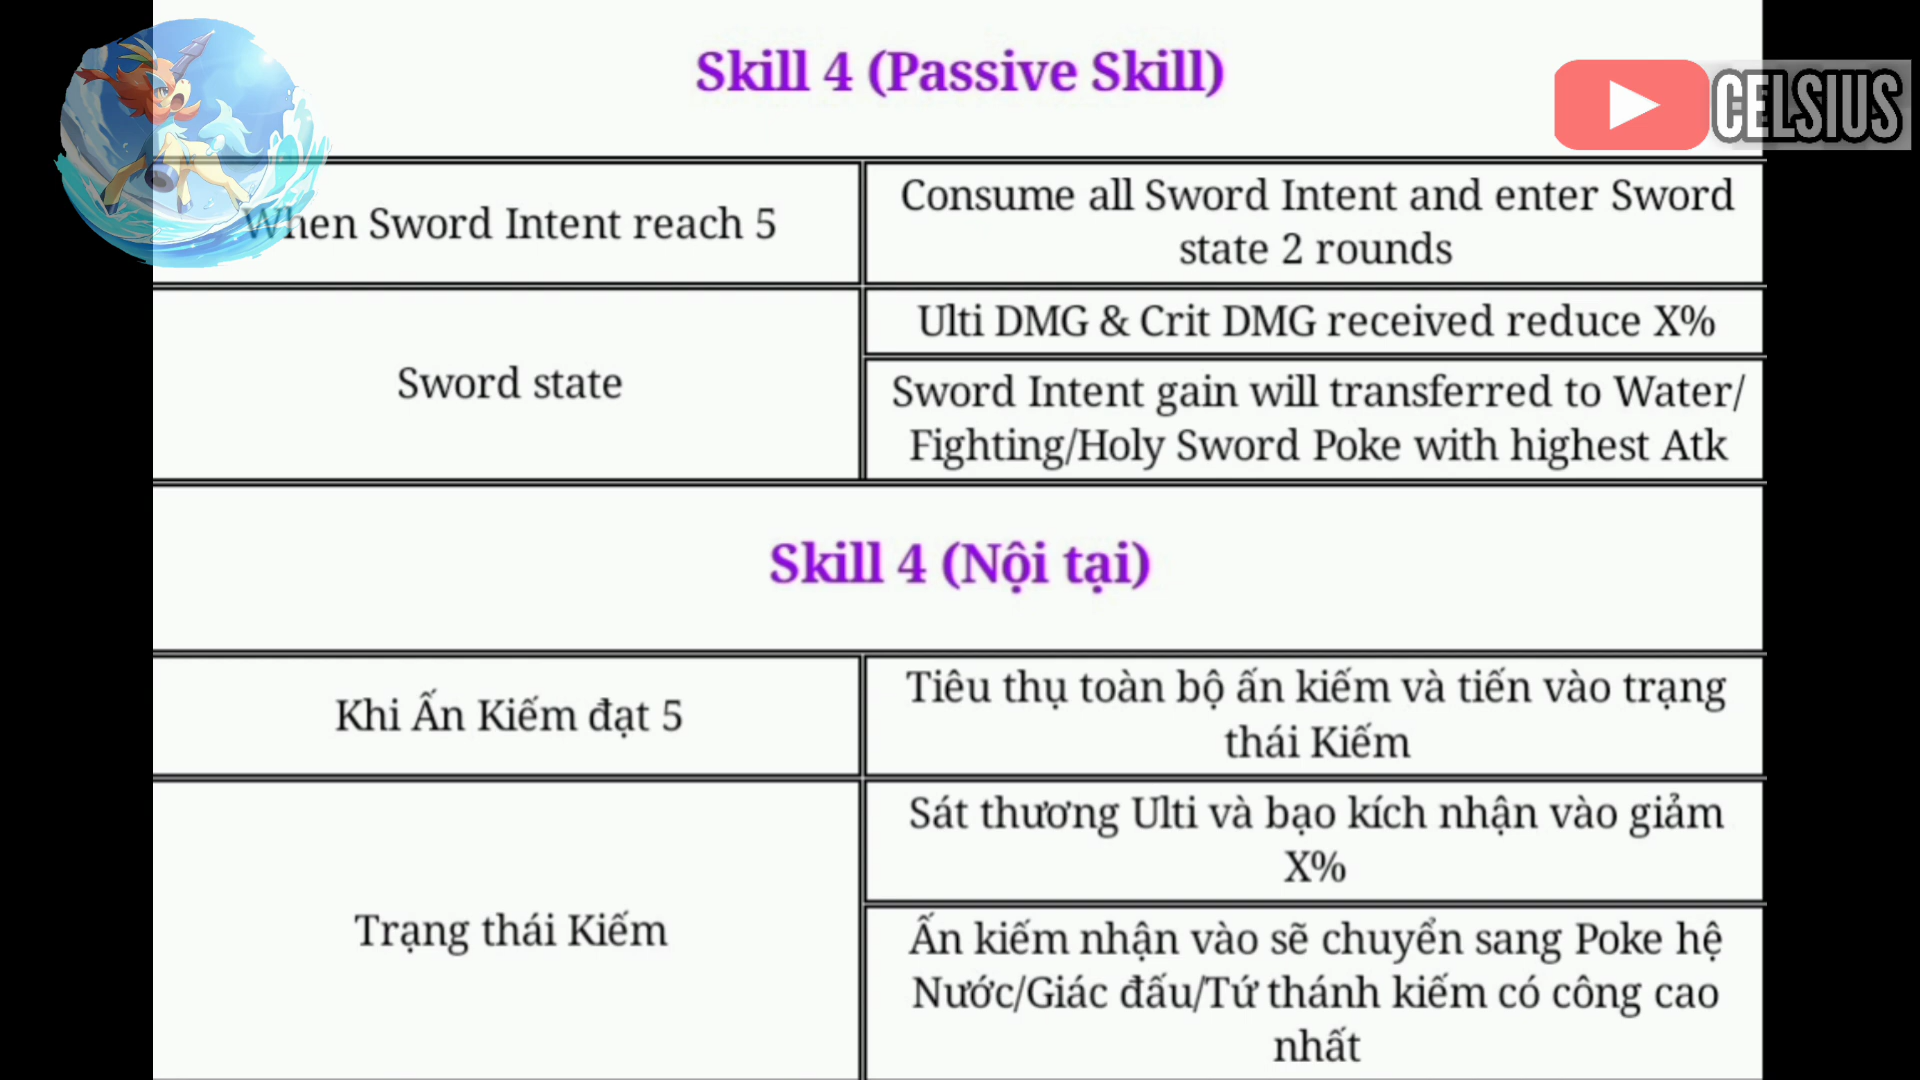 Skill 4 (Passive Skill)
CELSIUS
When Sword Intent reach 5
Consume all Sword Intent and enter Sword
state 2 rounds
Sword state
Ulti DMG & Crit DMG received reduce X%
Sword Intent gain will transferred to Water/
Fighting/Holy Sword Poke with highest Atk
Skill 4 (Nội tại)
Khi Ấn Kiếm đạt 5
Tiêu thụ toàn bộ ấn kiếm và tiến vào trạng
thái Kiếm
Trạng thái Kiếm
Sát thương Ulti và bạo kích nhận vào giảm
X%
Ấn kiếm nhận vào sẽ chuyển sang Poke hệ
Nước/Giác đấu/Tứ thánh kiếm có công cao
nhất